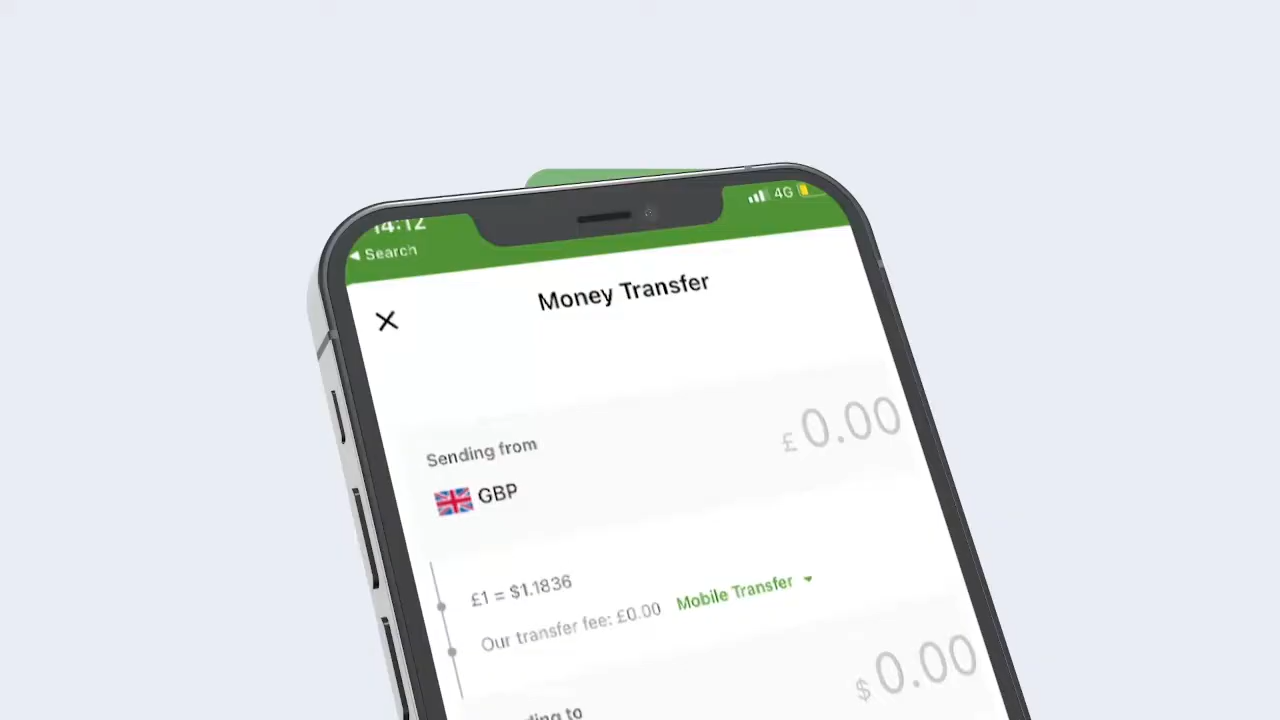 14:12
4G
◀ Search
Money Transfer
Sending from
£0.00
GBP
£1 = $1.1836
Our transfer fee: £0.00 Mobile Transfer
$0.00
to